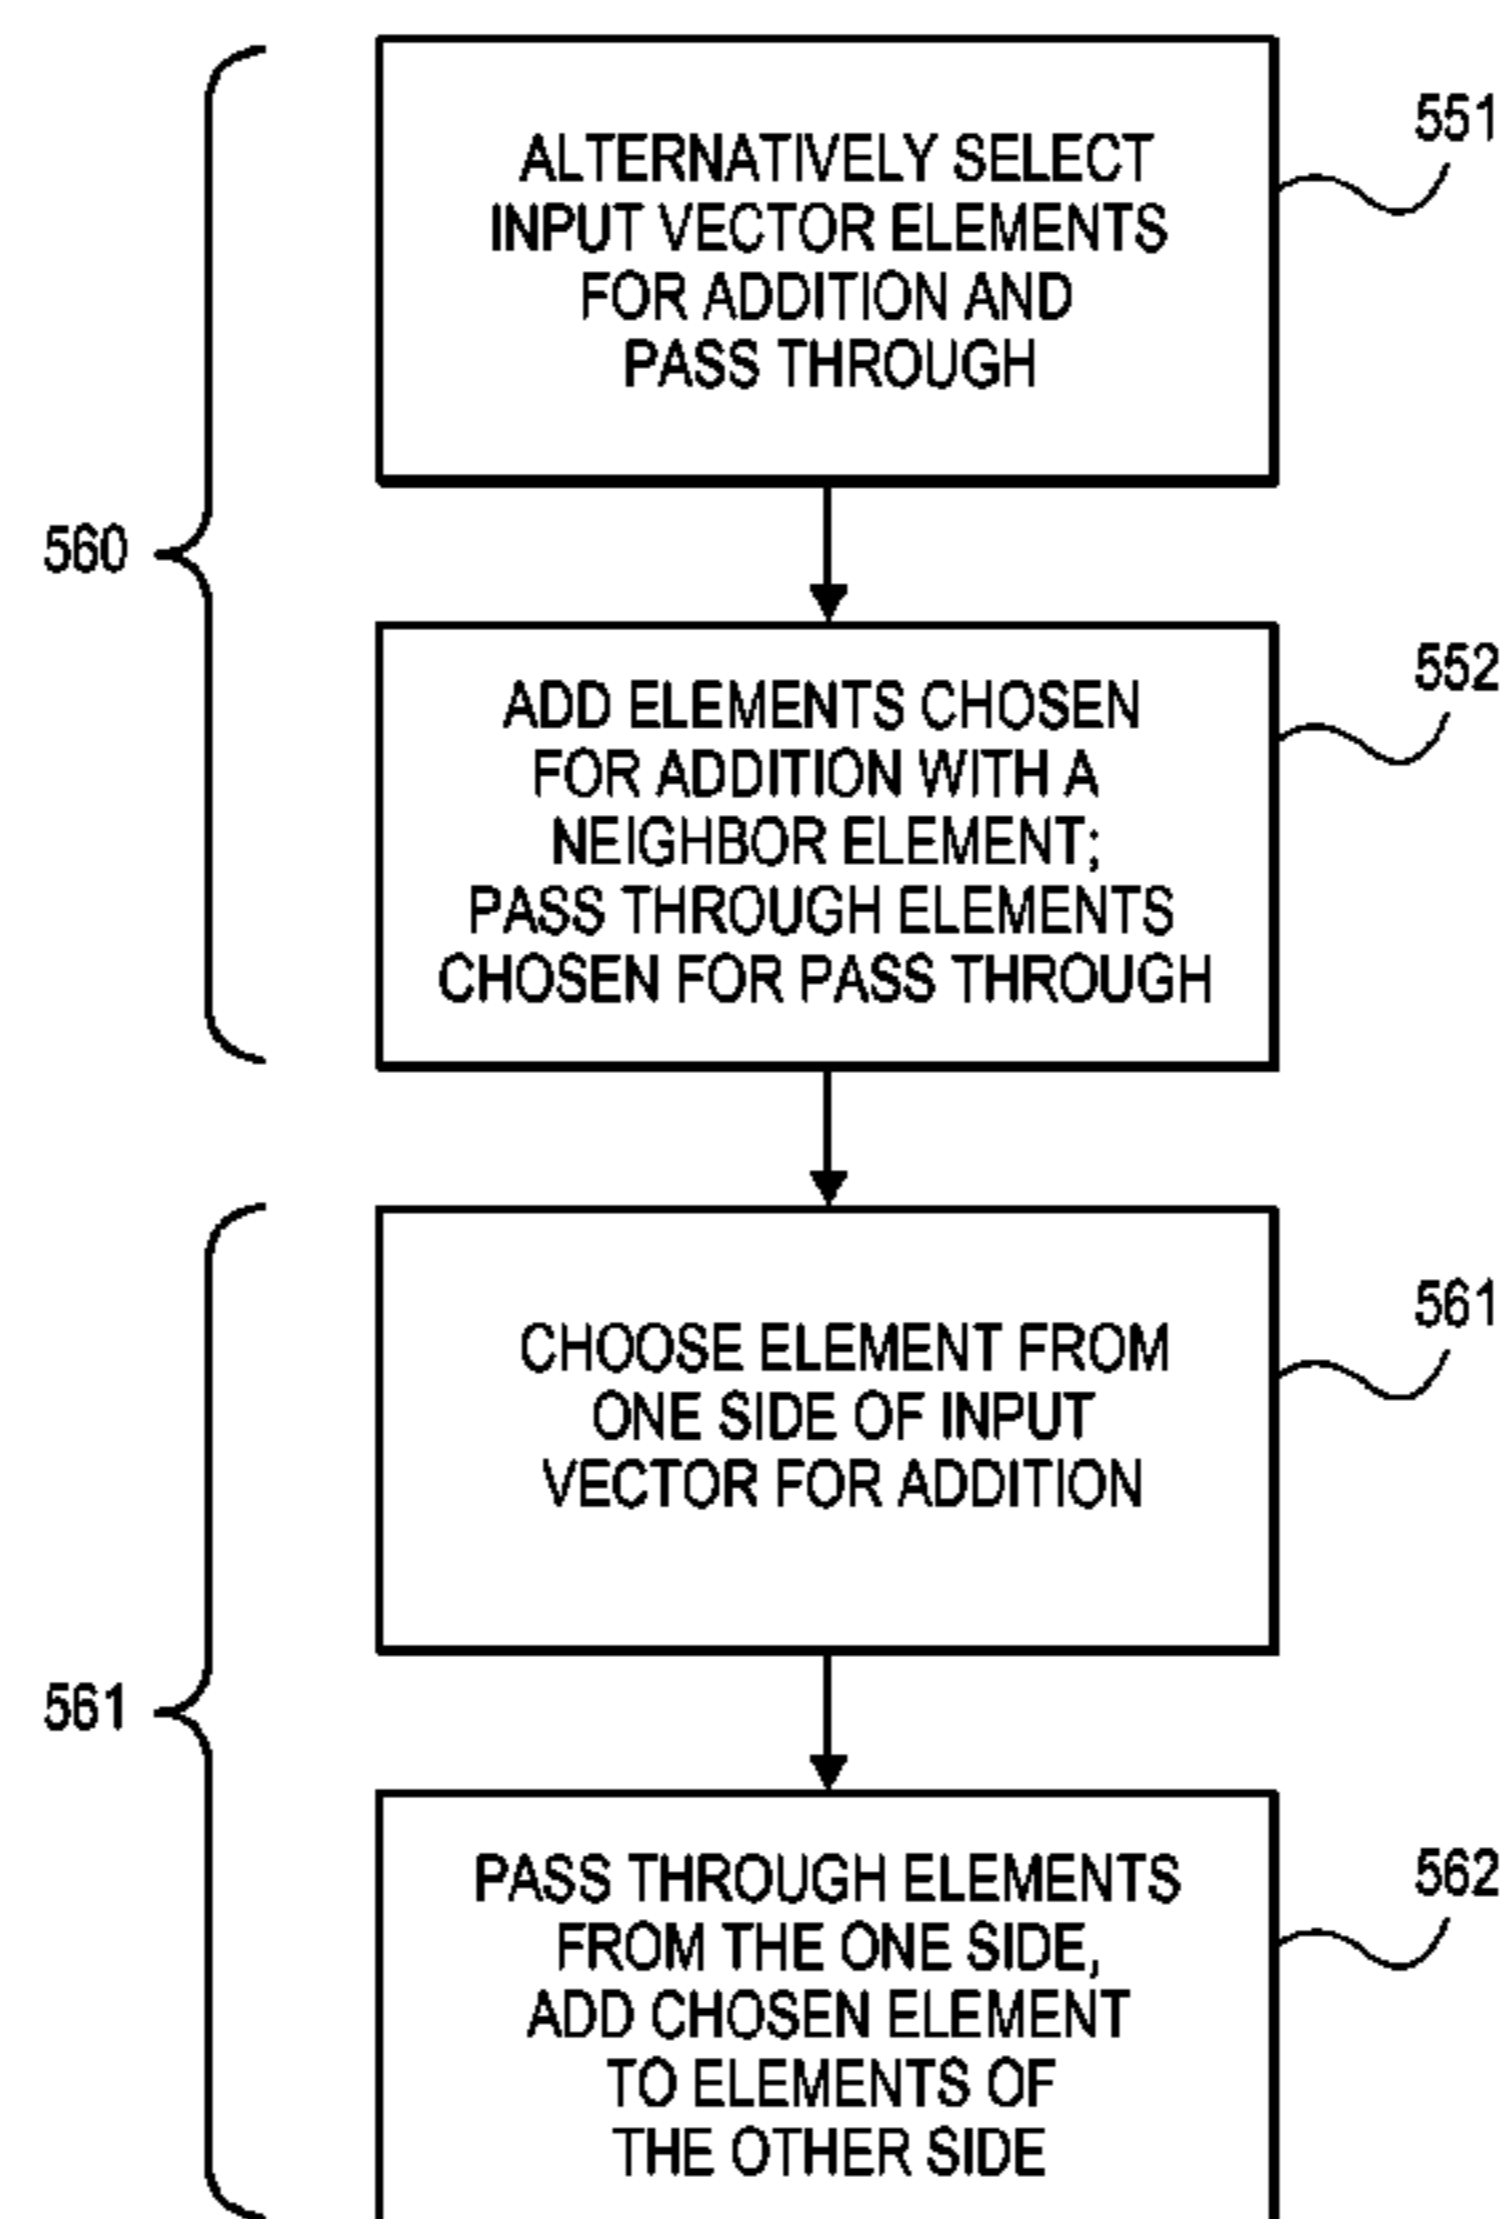 ALTERNATIVELY SELECT
INPUT VECTOR ELEMENTS
FOR ADDITION AND
PASS THROUGH
551
560
ADD ELEMENTS CHOSEN
FOR ADDITION WITH A
NEIGHBOR ELEMENT;
PASS THROUGH ELEMENTS
CHOSEN FOR PASS THROUGH
552
CHOOSE ELEMENT FROM
ONE SIDE OF INPUT
VECTOR FOR ADDITION
561
561
PASS THROUGH ELEMENTS
FROM THE ONE SIDE,
ADD CHOSEN ELEMENT
TO ELEMENTS OF
THE OTHER SIDE
562